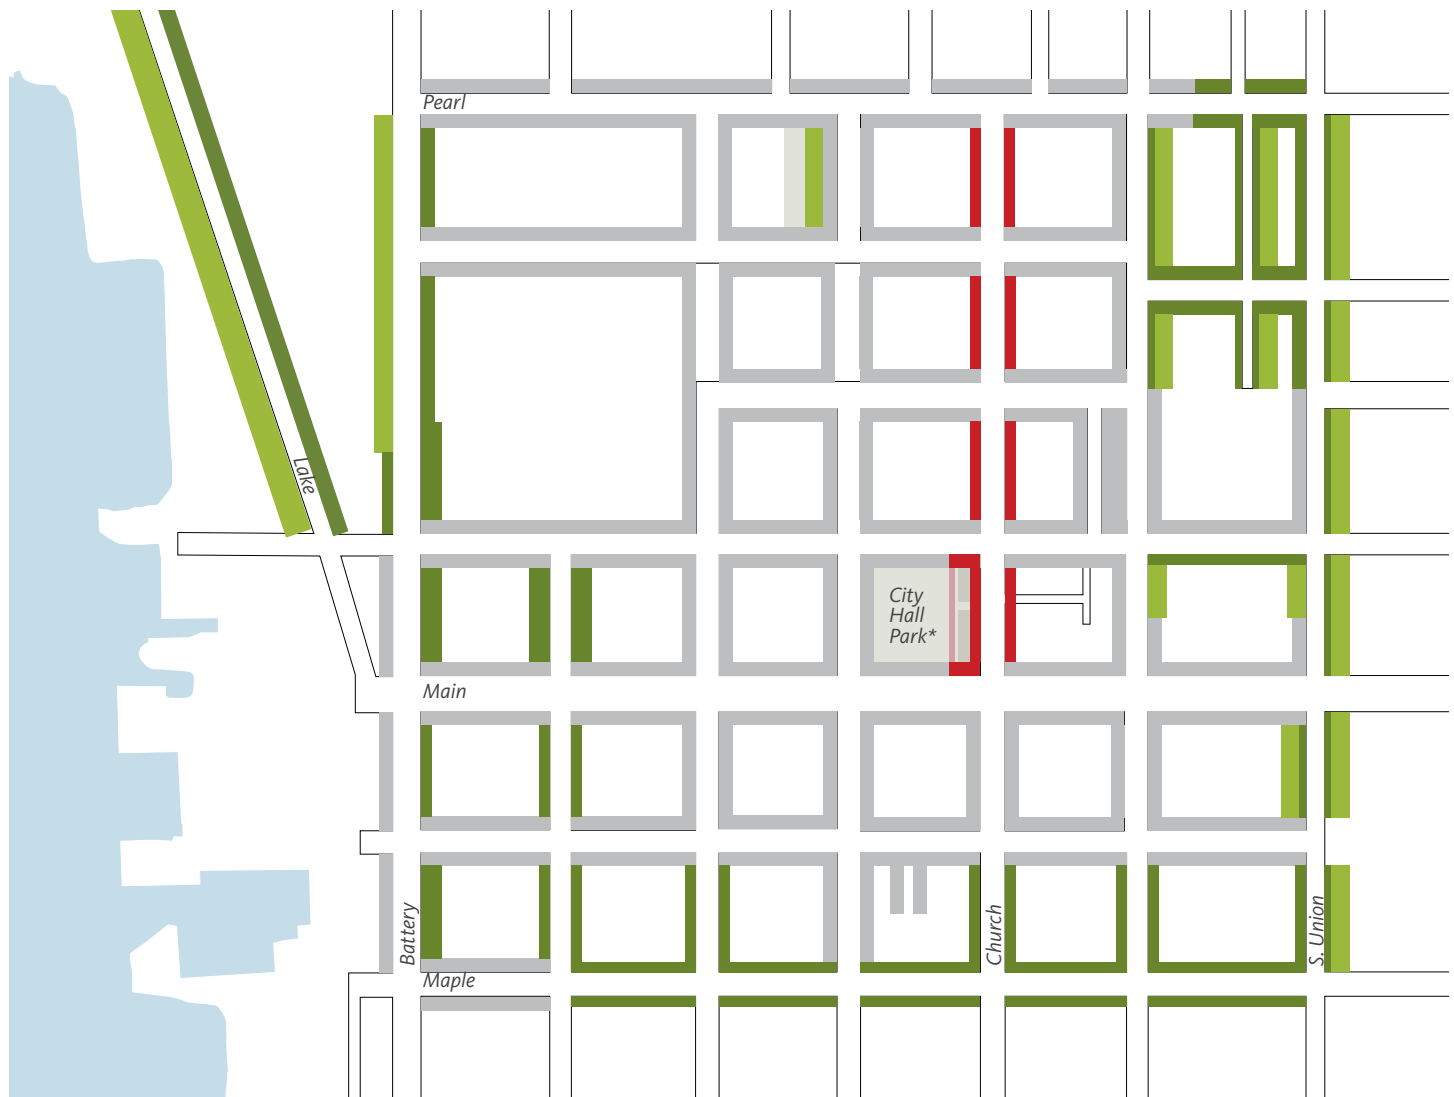 Pearl
Lake
City
Hall
Park*
Main
Battery
Church
S. Union
Maple